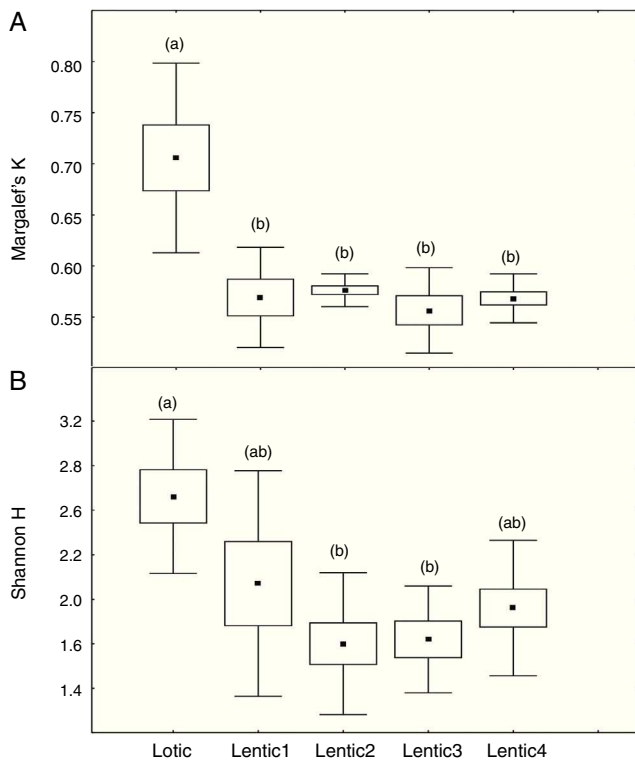 A
(a)
0.80
0.75
0.70
0.65
0.60
0.55
Margalef's K
(b)
(b)
(b)
(b)
B
(a)
3.2
2.8
2.6
2.2
2.0
1.6
1.4
Shannon H
(ab)
(b)
(b)
(ab)
Lotic Lentic1 Lentic2 Lentic3 Lentic4